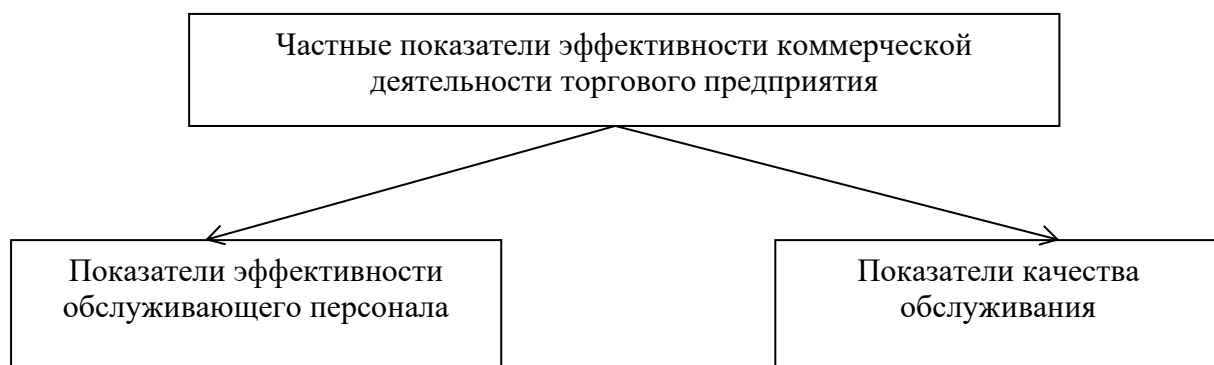 Частные показатели эффективности коммерческой
деятельности торгового предприятия
Показатели эффективности
обслуживающего персонала
Показатели качества
обслуживания